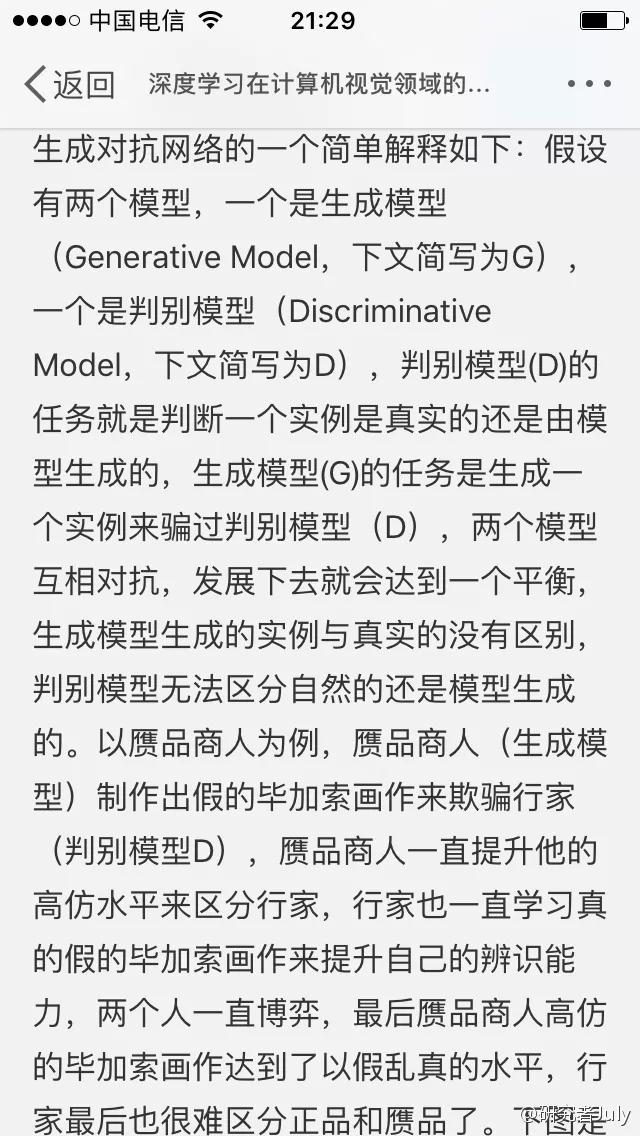 中国电信 21:29
返回 深度学习在计算机视觉领域的...
生成对抗网络的一个简单解释如下：假设
有两个模型，一个是生成模型
（Generative Model，下文简写为G），
一个是判别模型（Discriminative
Model，下文简写为D），判别模型(D)的
任务就是判断一个实例是真实的还是由模
型生成的，生成模型(G)的任务是生成一
个实例来骗过判别模型（D），两个模型
互相对抗，发展下去就会达到一个平衡，
生成模型生成的实例与真实的没有区别，
判别模型无法区分自然的还是模型生成
的。以赝品商人为例，赝品商人（生成模
型）制作出假的毕加索画作来欺骗行家
（判别模型D），赝品商人一直提升他的
高仿水平来区分行家，行家也一直学习真
的假的毕加索画作来提升自己的辨识能
力，两个人一直博弈，最后赝品商人高仿
的毕加索画作达到了以假乱真的水平，行
家最后也很难区分正品和赝品了。下图是
@研究者July